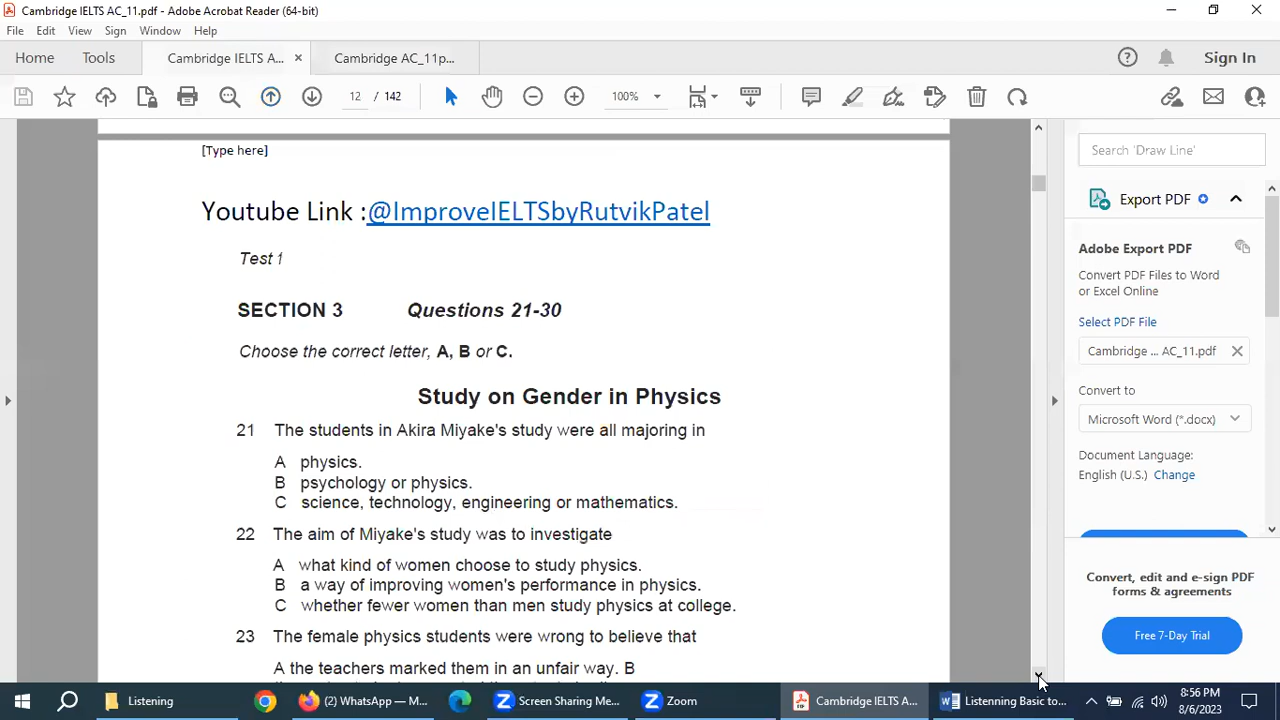 Cambridge IELTS AC_11.pdf - Adobe Acrobat Reader (64-bit)
File Edit View Sign Window Help
Home Tools Cambridge IELTS A... × Cambridge AC_11p... Sign In
12 / 142 100%
Search 'Draw Line'
[Type here]
Youtube Link :@ImproveIELTSbyRutvikPatel
Test 1
SECTION 3 Questions 21-30
Choose the correct letter, A, B or C.
Study on Gender in Physics
21 The students in Akira Miyake's study were all majoring in
A physics.
B psychology or physics.
C science, technology, engineering or mathematics.
22 The aim of Miyake's study was to investigate
A what kind of women choose to study physics.
B a way of improving women's performance in physics.
C whether fewer women than men study physics at college.
23 The female physics students were wrong to believe that
A the teachers marked them in an unfair way. B
Export PDF
Adobe Export PDF
Convert PDF Files to Word
or Excel Online
Select PDF File
Cambridge ... AC_11.pdf
Convert to
Microsoft Word (*.docx)
Document Language:
English (U.S.) Change
Convert, edit and e-sign PDF
forms & agreements
Free 7-Day Trial
Listening (2) WhatsApp — M... Screen Sharing Me... Zoom Cambridge IELTS A... Listenning Basic to... 8:56 PM
8/6/2023